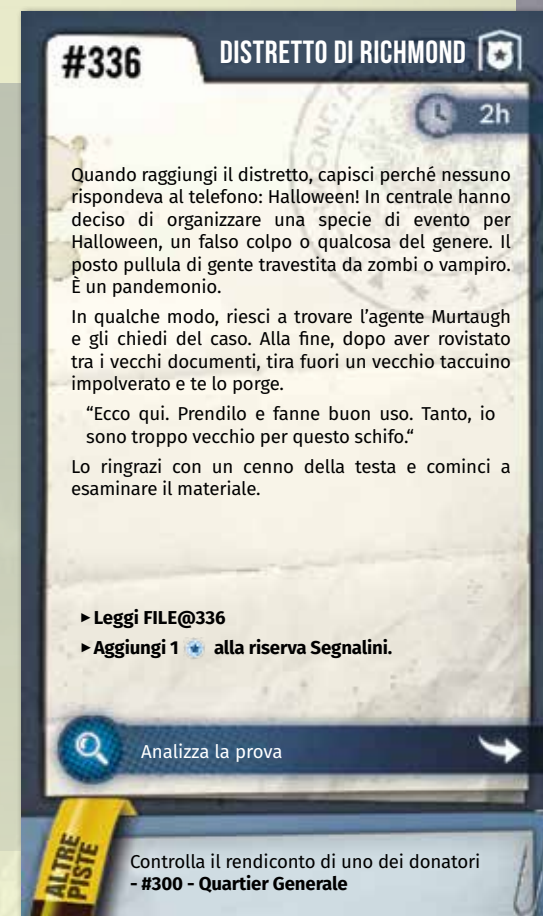 #336
DISTRETTO DI RICHMOND
2h
Quando raggiungi il distretto, capisci perché nessuno
rispondeva al telefono: Halloween! In centrale hanno
deciso di organizzare una specie di evento per
Halloween, un falso colpo o qualcosa del genere. Il
posto pullula di gente travestita da zombi o vampiro.
È un pandemonio.
In qualche modo, riesci a trovare l'agente Murtaugh
e gli chiedi del caso. Alla fine, dopo aver rovistato
tra i vecchi documenti, tira fuori un vecchio taccuino
impolverato e te lo porge.
“Ecco qui. Prendilo e fanne buon uso. Tanto, io
sono troppo vecchio per questo schifo.“
Lo ringrazi con un cenno della testa e cominci a
esaminare il materiale.
▸ Leggi FILE@336
▸ Aggiungi 1 alla riserva Segnalini.
Analizza la prova
ALTRE
PISTE
Controlla il rendiconto di uno dei donatori
- #300 - Quartier Generale